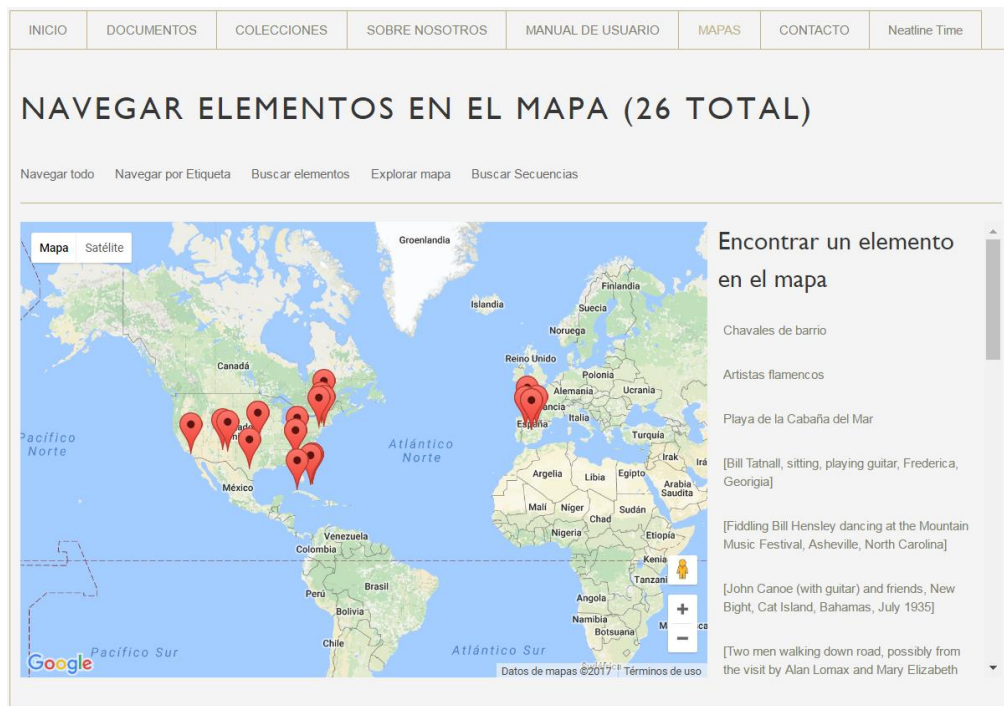 INICIO DOCUMENTOS COLECCIONES SOBRE NOSOTROS MANUAL DE USUARIO MAPAS CONTACTO Neatline Time
NAVEGAR ELEMENTOS EN EL MAPA (26 TOTAL)
Navegar todo Navegar por Etiqueta Buscar elementos Explorar mapa Buscar Secuencias
Mapa Satélite
Groenlandia
Islandia
Finlandia
Suecia
Noruega
Reino Unido
Canadá
Polonia
Alemania
Ucrania
ancia
Italia
España
Turquía
Pacífico
Norte
Atlántico
Norte
México
Irak
Irá
Argelia
Libia
Egipto
Arabia
Saudita
Malí
Níger
Chad
Sudán
Nigeria
Etiopía
Venezuela
Colombia
Kenia
Tanzani
Perú
Brasil
Angola
Bolivia
Namibia
Botsuana
Chile
Pacífico Sur
Atlántico Sur
Google
Datos de mapas ©2017 Términos de uso
Encontrar un elemento
en el mapa
Chavales de barrio
Artistas flamencos
Playa de la Cabaña del Mar
[Bill Tatnall, sitting, playing guitar, Frederica,
Georigia]
[Fiddling Bill Hensley dancing at the Mountain
Music Festival, Asheville, North Carolina]
[John Canoe (with guitar) and friends, New
Bight, Cat Island, Bahamas, July 1935]
[Two men walking down road, possibly from
the visit by Alan Lomax and Mary Elizabeth